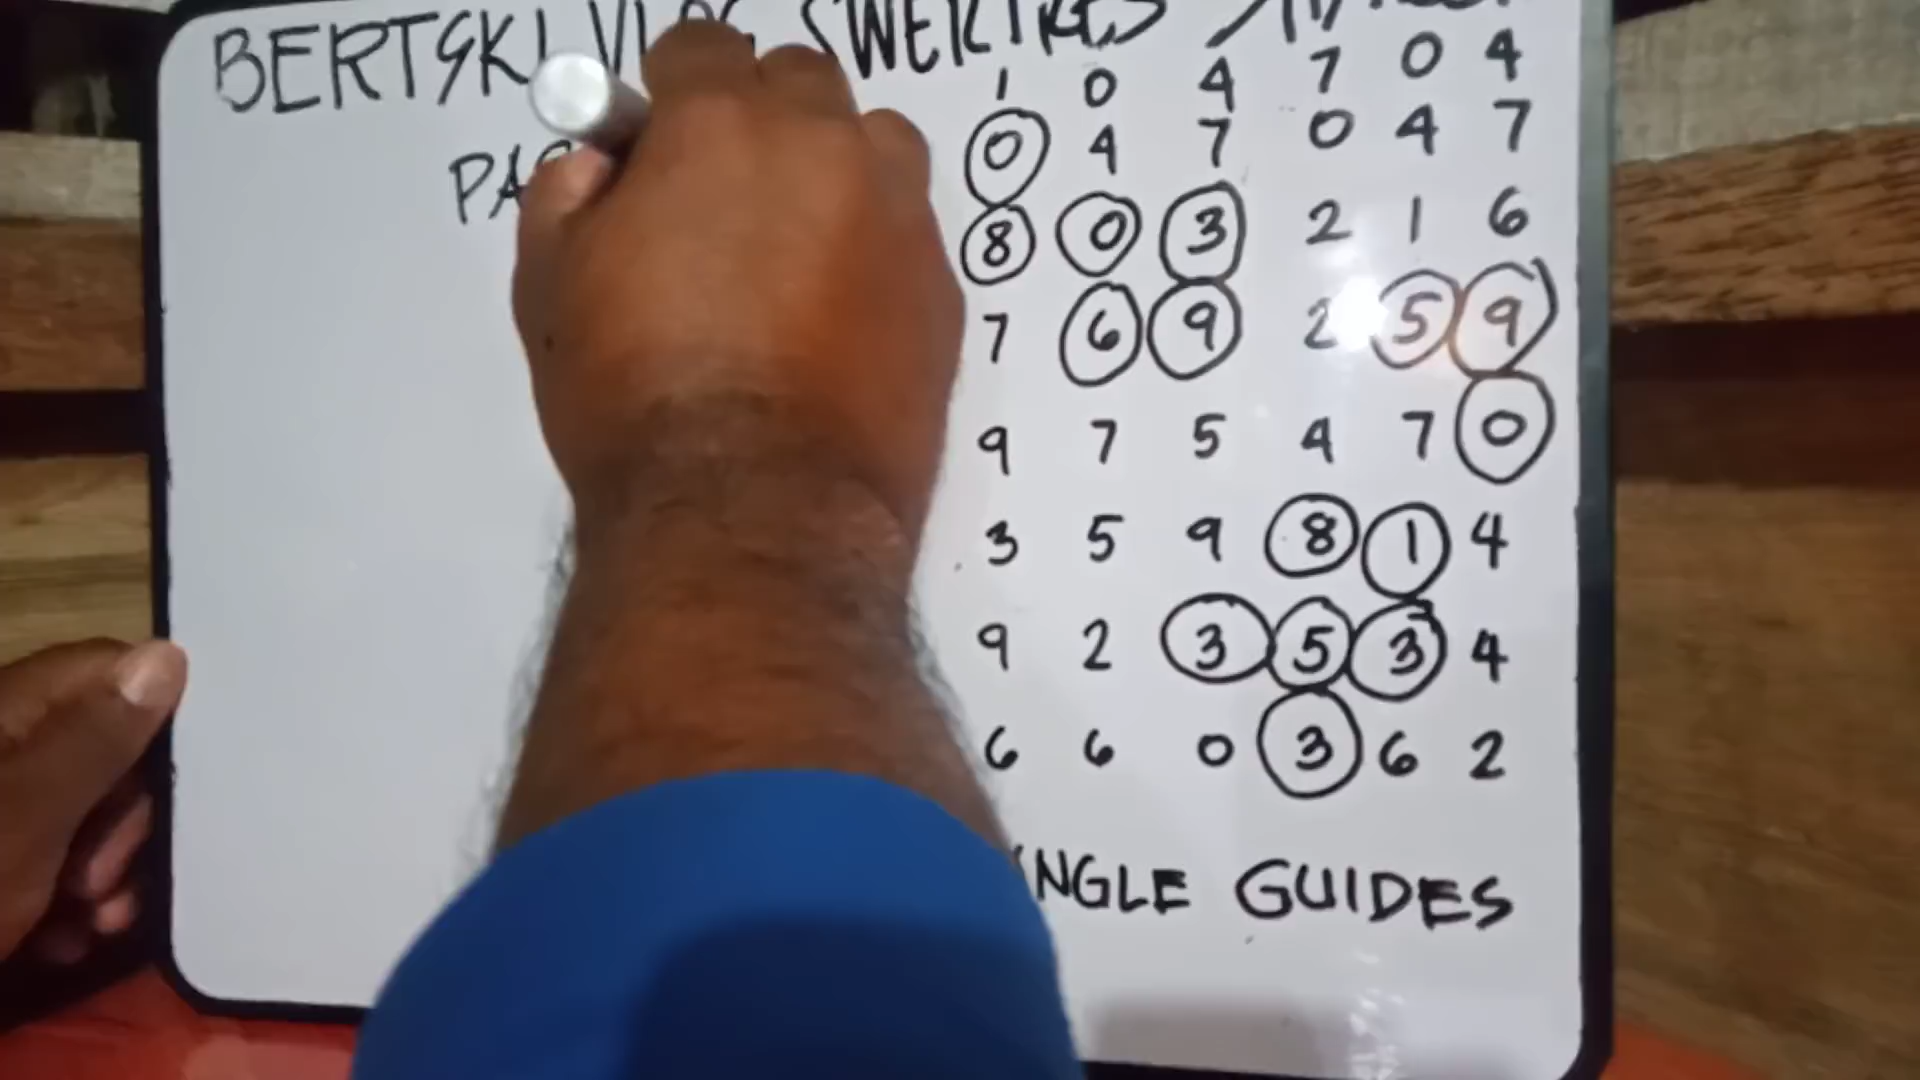 BERTSKI VLOG SWERTRES
1 0 4 7 0 4
0 4 7 0 4 7
8 0 3 2 1 6
7 6 9 2 5 9
9 7 5 4 7 0
3 5 9 8 1 4
9 2 3 5 3 4
6 6 0 3 6 2
GUIDES